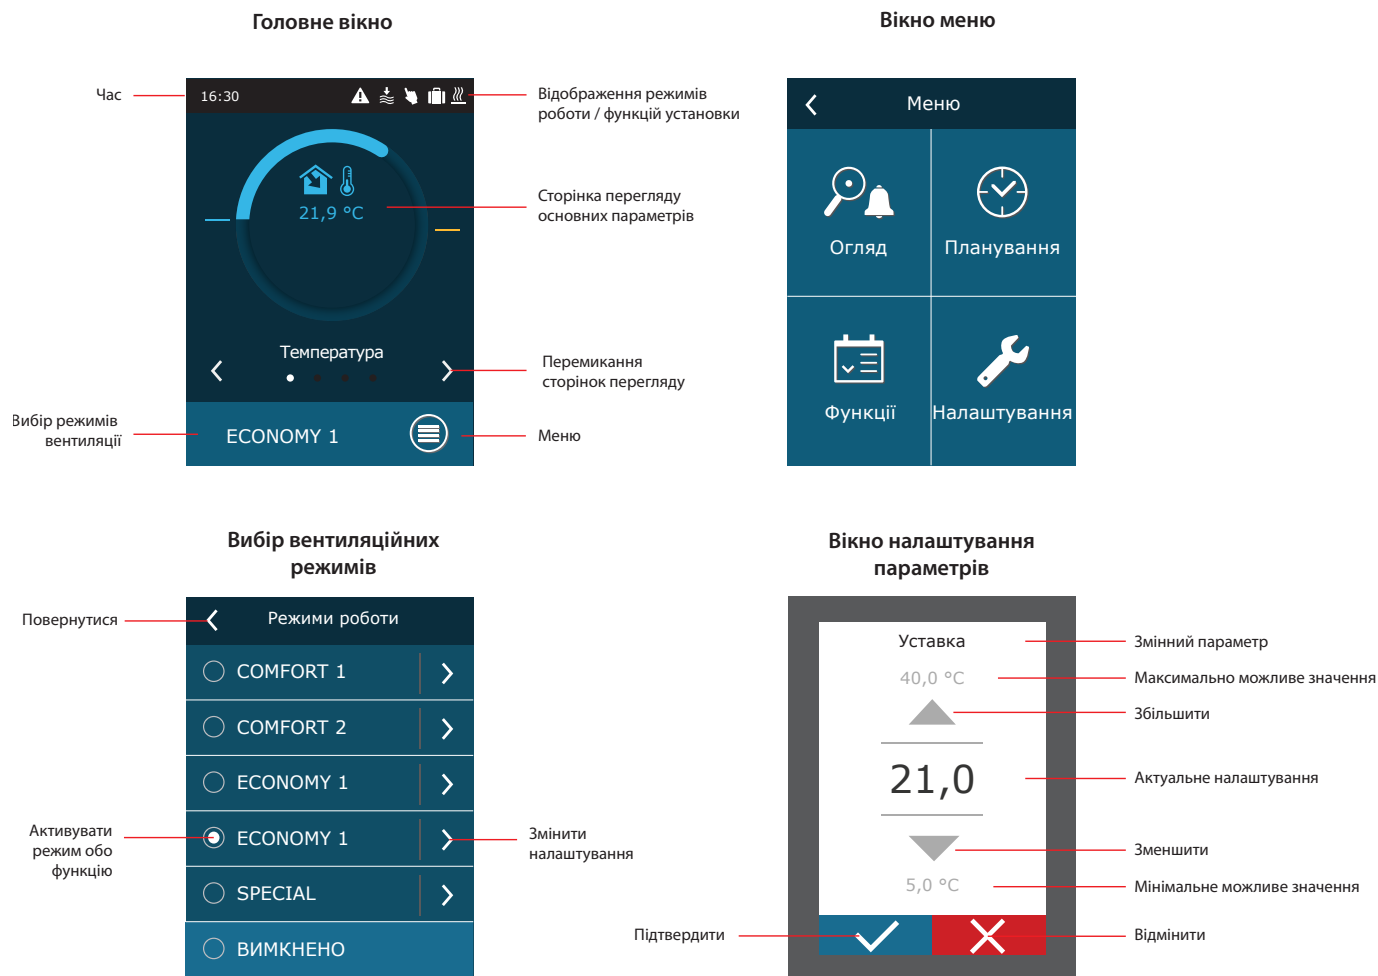 Головне вікно
Час
16:30
Відображення режимів
роботи / функцій установки
21,9 °C
Сторінка перегляду
основних параметрів
Температура
Перемикання
сторінок перегляду
Вибір режимів
вентиляції
ECONOMY 1
Меню
Вікно меню
Меню
Огляд
Планування
Функції
Налаштування
Вибір вентиляційних
режимів
Повернутися
Режими роботи
COMFORT 1
COMFORT 2
ECONOMY 1
Активувати
режим обо
функцію
ECONOMY 1
Змінити
налаштування
SPECIAL
ВИМКНЕНО
Вікно налаштування
параметрів
Уставка
Змінний параметр
40,0 °C
Максимально можливе значення
Збільшити
21,0
Актуальне налаштування
Зменшити
5,0 °C
Мінімальне можливе значення
Підтвердити
Відмінити